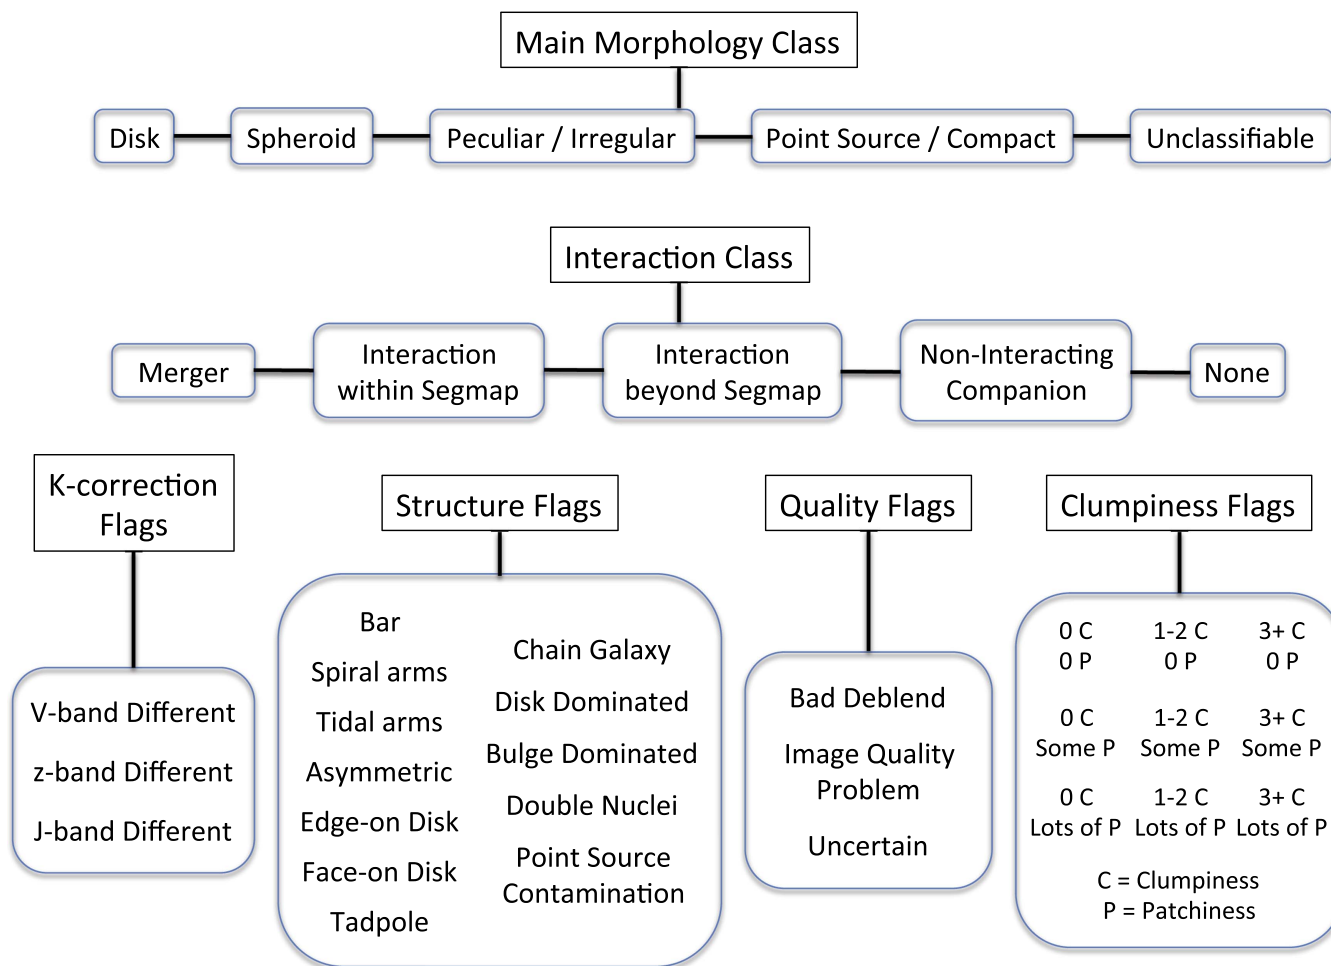 Main Morphology Class
Disk
Spheroid
Peculiar / Irregular
Point Source / Compact
Unclassifiable
Interaction Class
Merger
Interaction
within Segmap
Interaction
beyond Segmap
Non-Interacting
Companion
None
K-correction
Flags
V-band Different
z-band Different
J-band Different
Structure Flags
Bar
Spiral arms
Tidal arms
Asymmetric
Edge-on Disk
Face-on Disk
Tadpole
Chain Galaxy
Disk Dominated
Bulge Dominated
Double Nuclei
Point Source
Contamination
Quality Flags
Bad Deblend
Image Quality
Problem
Uncertain
Clumpiness Flags
0 C 1-2 C 3+ C
0 P 0 P 0 P
0 C 1-2 C 3+ C
Some P Some P Some P
0 C 1-2 C 3+ C
Lots of P Lots of P Lots of P
C = Clumpiness
P = Patchiness